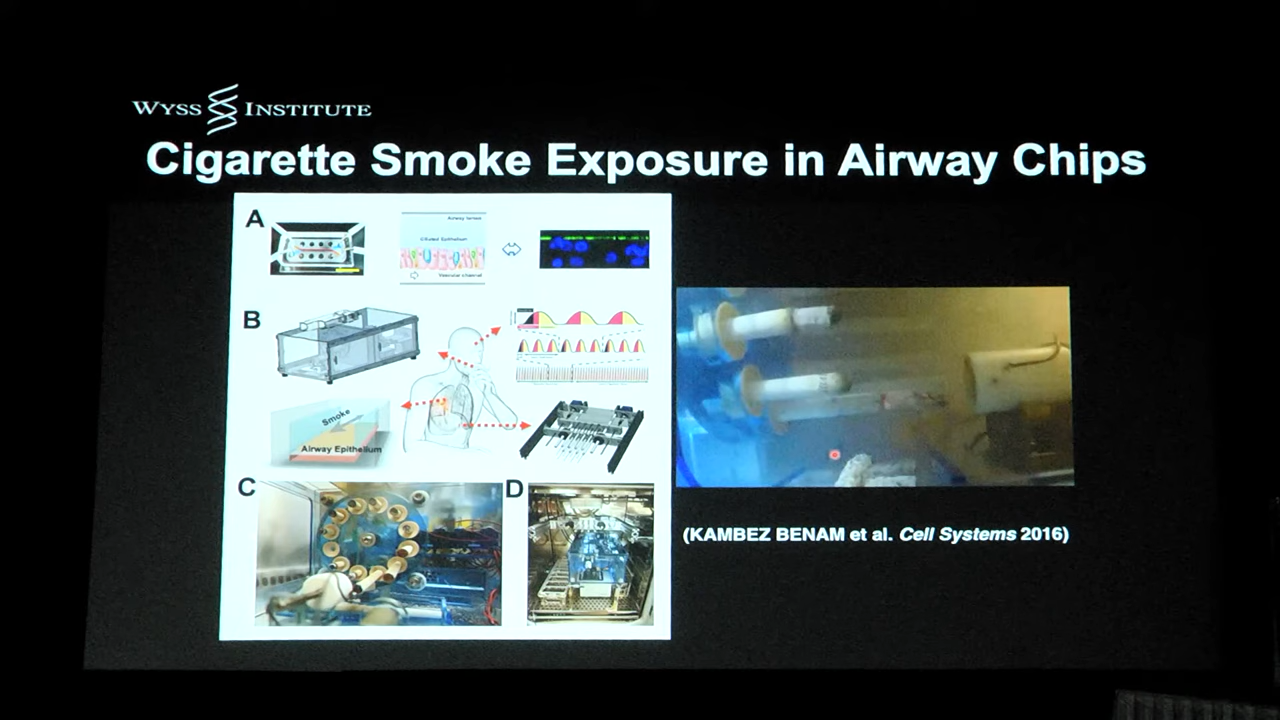 WYSS INSTITUTE
Cigarette Smoke Exposure in Airway Chips
A
Airway lumen
Ciliated Epithelium
Vascular channel
B
Smoke
Airway Epithelium
C
D
(KAMBEZ BENAM et al. Cell Systems 2016)